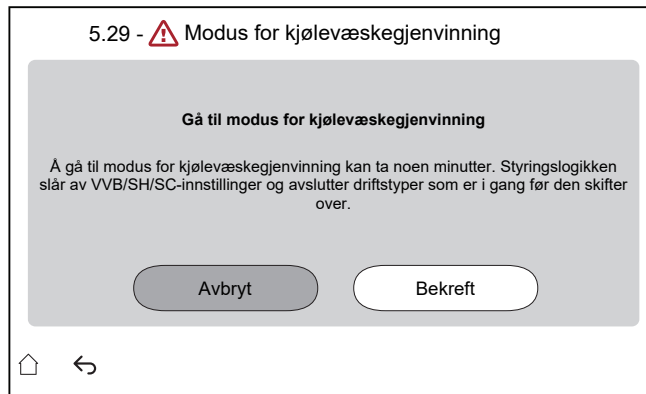 5.29 - Modus for kjølevæskegjenvinning
Gå til modus for kjølevæskegjenvinning
Å gå til modus for kjølevæskegjenvinning kan ta noen minutter. Styringslogikken
slår av VVB/SH/SC-innstillinger og avslutter driftstyper som er i gang før den skifter
over.
Avbryt
Bekreft